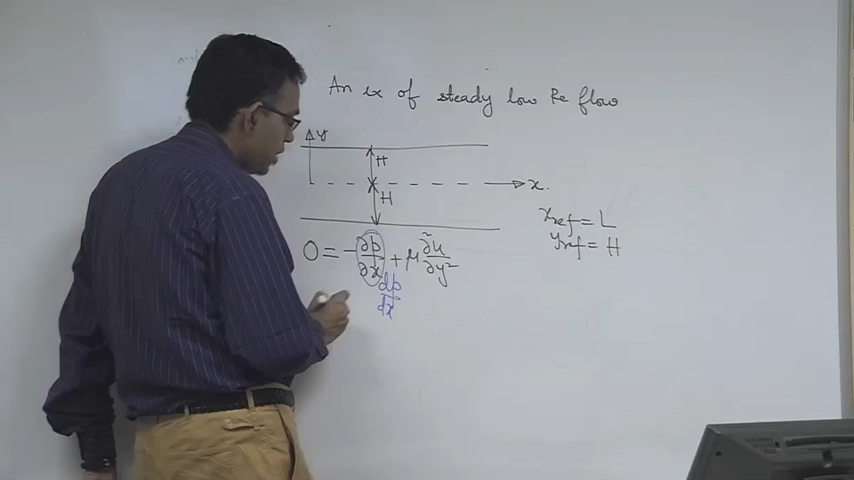 An ex of steady low Re flow
y
H
x.
H
xref = L
yref = H
0 = -∂p/∂x + μ ∂²u/∂y²
dp/dx